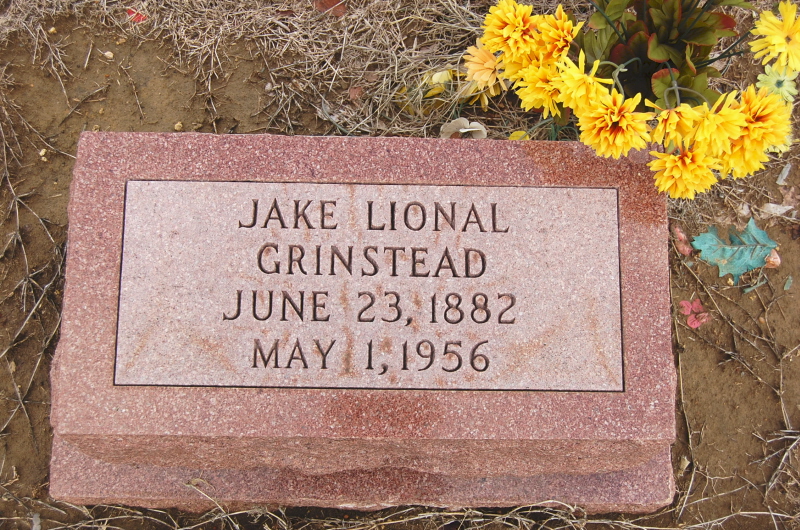 JAKE LIONAL
GRINSTEAD
JUNE 23, 1882
MAY 1, 1956